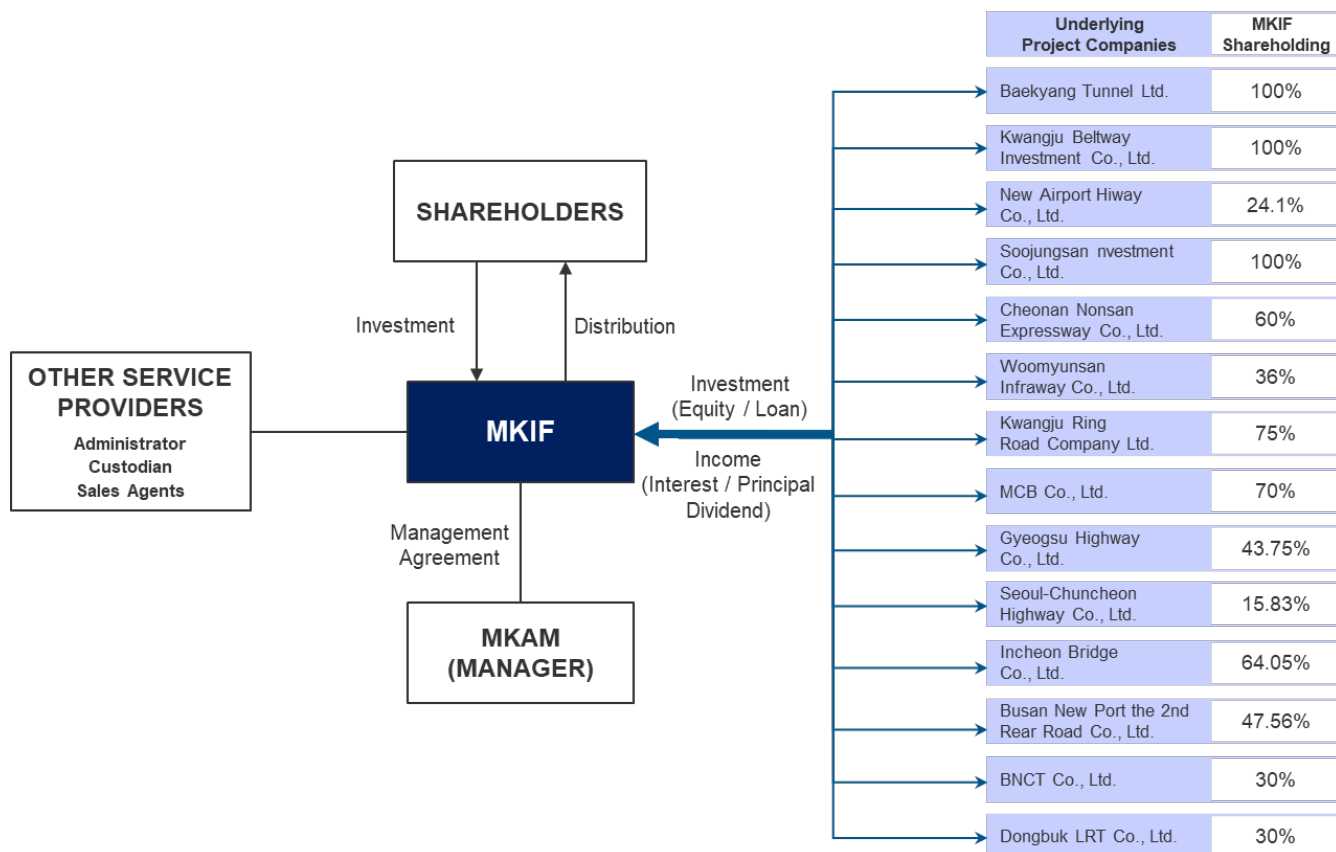 Underlying
Project Companies
MKIF
Shareholding
Baekyang Tunnel Ltd.
100%
Kwangju Beltway
Investment Co., Ltd.
100%
New Airport Hiway
Co., Ltd.
24.1%
Soojungsan nvestment
Co., Ltd.
100%
Cheonan Nonsan
Expressway Co., Ltd.
60%
Woomyunsan
Infraway Co., Ltd.
36%
Kwangju Ring
Road Company Ltd.
75%
MCB Co., Ltd.
70%
Gyeogsu Highway
Co., Ltd.
43.75%
Seoul-Chuncheon
Highway Co., Ltd.
15.83%
Incheon Bridge
Co., Ltd.
64.05%
Busan New Port the 2nd
Rear Road Co., Ltd.
47.56%
BNCT Co., Ltd.
30%
Dongbuk LRT Co., Ltd.
30%
SHAREHOLDERS
Investment
Distribution
OTHER SERVICE
PROVIDERS
Administrator
Custodian
Sales Agents
MKIF
Investment
(Equity / Loan)
Income
(Interest / Principal
Dividend)
Management
Agreement
MKAM
(MANAGER)